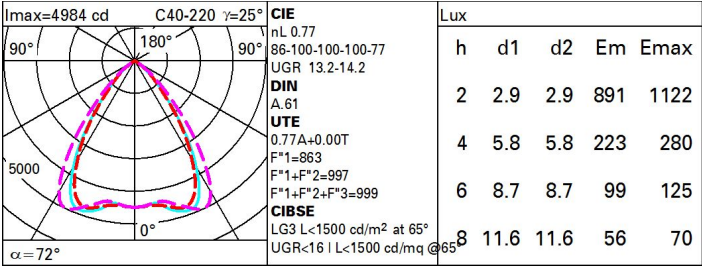 Imax=4984 cd C40-220 γ=25°
90° 180° 90°
5000
0°
α=72°
CIE
nL 0.77
86-100-100-100-77
UGR 13.2-14.2
DIN
A.61
UTE
0.77A+0.00T
F"1=863
F"1+F"2=997
F"1+F"2+F"3=999
CIBSE
LG3 L<1500 cd/m² at 65°
UGR<16 | L<1500 cd/mq @65°
Lux
h d1 d2 Em Emax
2 2.9 2.9 891 1122
4 5.8 5.8 223 280
6 8.7 8.7 99 125
8 11.6 11.6 56 70